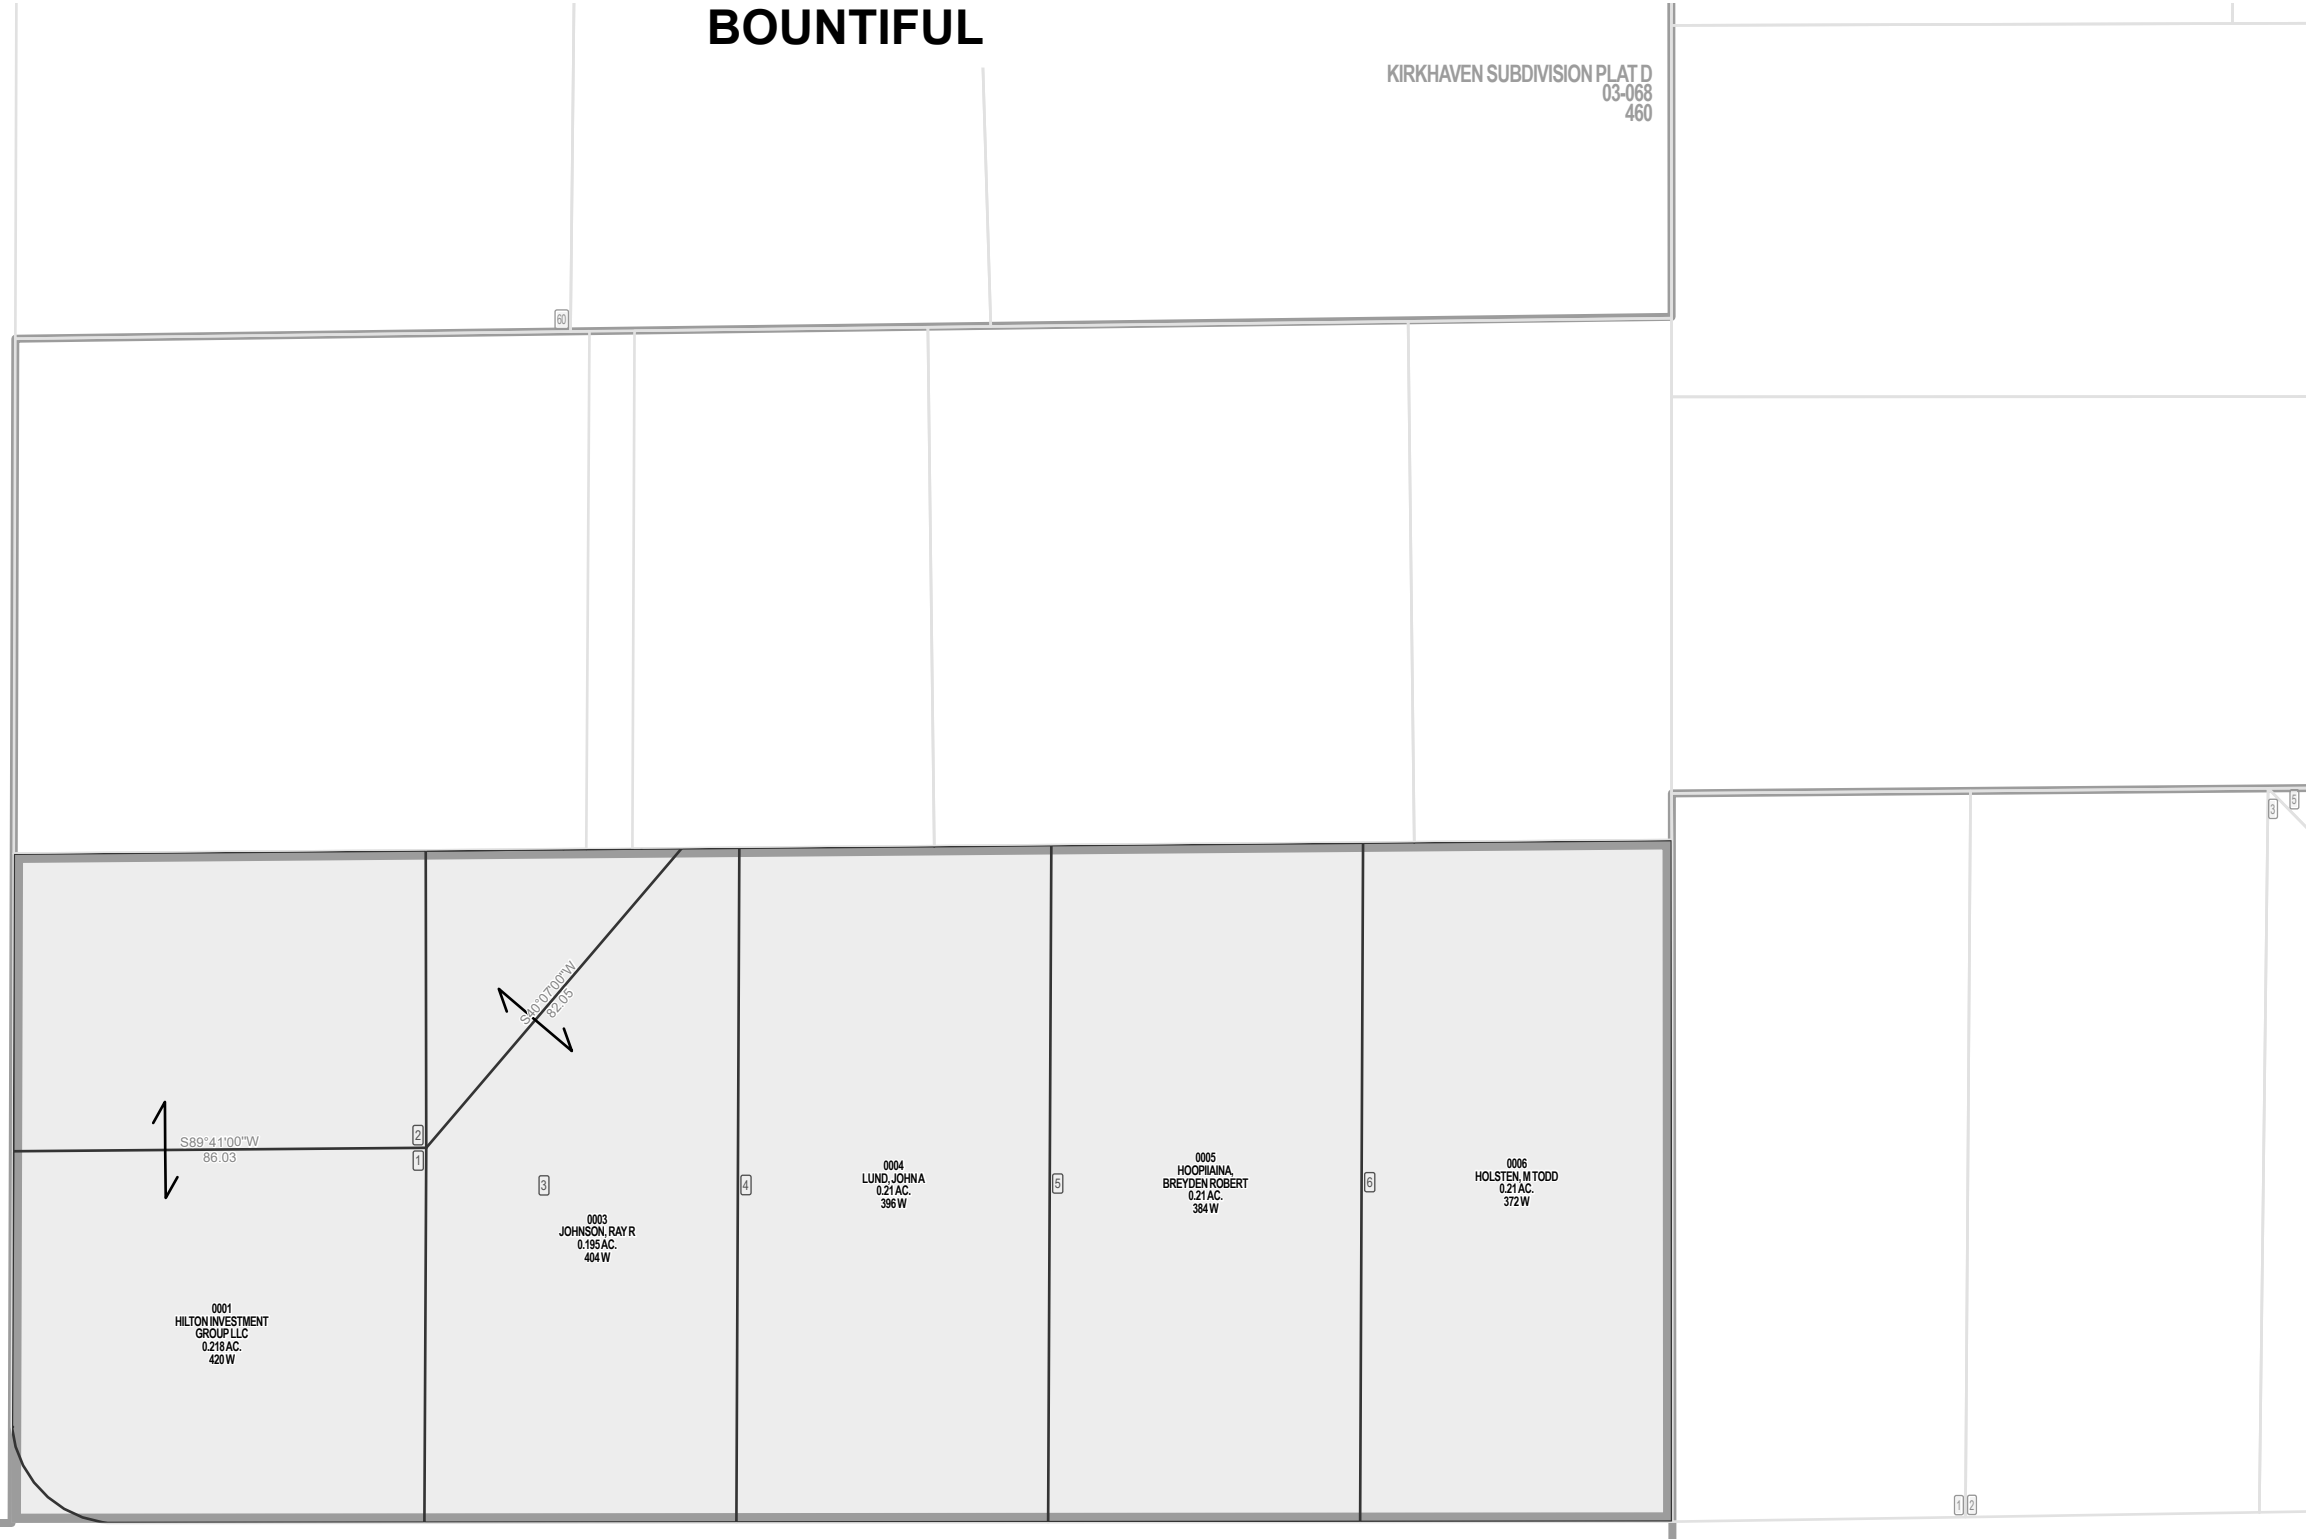 BOUNTIFUL
KIRKHAVEN SUBDIVISION PLAT D
03-068
460
60
3
5
S40°07'00"W
82.05
S89°41'00"W
86.03
2
1
3
4
5
6
0004
LUND, JOHN A
0.21 AC.
396 W
0005
HOOPIIAINA,
BREYDEN ROBERT
0.21 AC.
384 W
0006
HOLSTEN, M TODD
0.21 AC.
372 W
0003
JOHNSON, RAY R
0.195 AC.
404 W
0001
HILTON INVESTMENT
GROUP LLC
0.218 AC.
420 W
1
2